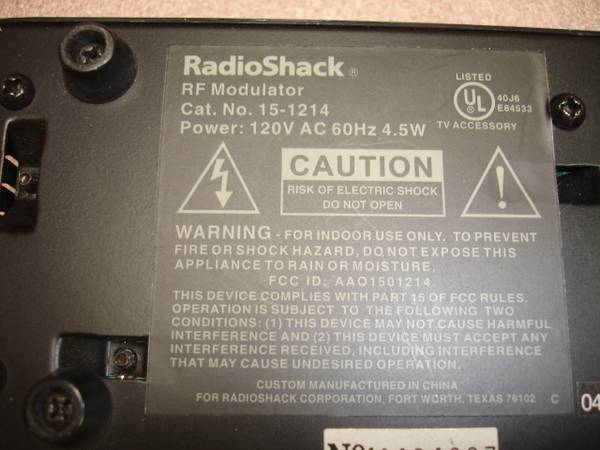 RadioShack®
RF Modulator
Cat. No. 15-1214
Power: 120V AC 60Hz 4.5W
LISTED
UL
®
40J6
E84533
TV ACCESSORY
CAUTION
RISK OF ELECTRIC SHOCK
DO NOT OPEN
!
WARNING - FOR INDOOR USE ONLY. TO PREVENT
FIRE OR SHOCK HAZARD, DO NOT EXPOSE THIS
APPLIANCE TO RAIN OR MOISTURE.
FCC ID: AAO1501214
THIS DEVICE COMPLIES WITH PART 15 OF FCC RULES.
OPERATION IS SUBJECT TO THE FOLLOWING TWO
CONDITIONS: (1) THIS DEVICE MAY NOT CAUSE HARMFUL
INTERFERENCE AND (2) THIS DEVICE MUST ACCEPT ANY
INTERFERENCE RECEIVED, INCLUDING INTERFERENCE
THAT MAY CAUSE UNDESIRED OPERATION.
CUSTOM MANUFACTURED IN CHINA
FOR RADIOSHACK CORPORATION, FORT WORTH, TEXAS 76102 C
04